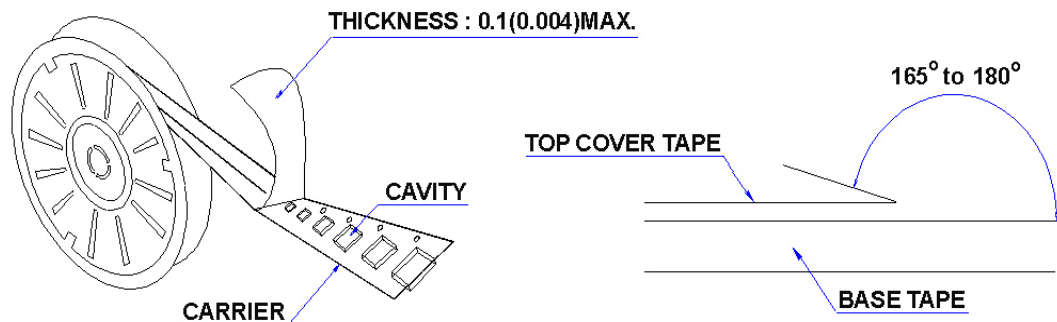 THICKNESS : 0.1(0.004)MAX.
CAVITY
CARRIER
165° to 180°
TOP COVER TAPE
BASE TAPE